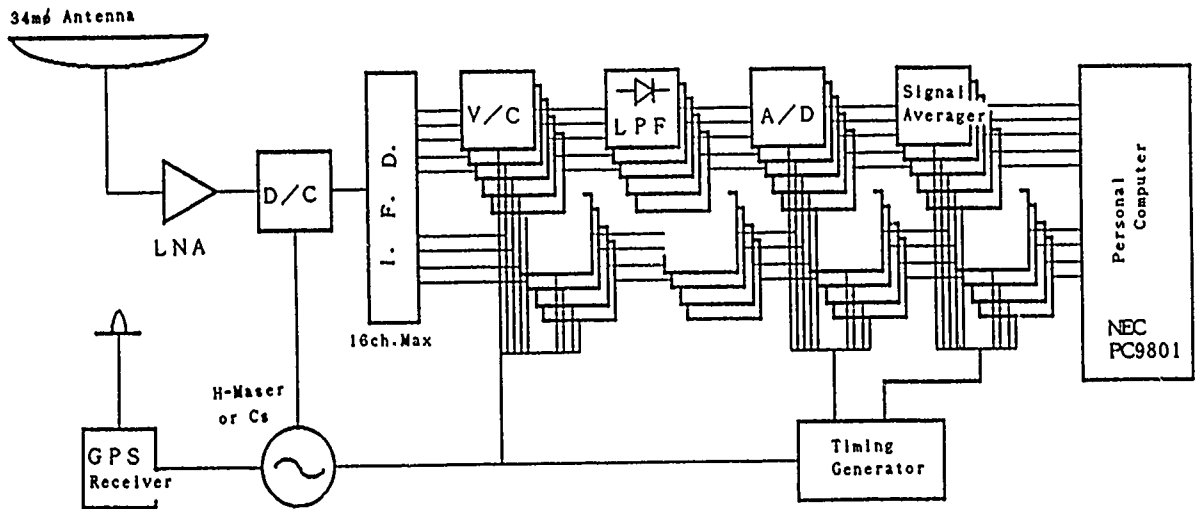 34mφ Antenna
LNA
D/C
I. F. D.
16ch.Max
V/C
LPF
A/D
Signal
Averager
Personal
Computer
NEC
PC9801
H-Maser
or Cs
GPS
Receiver
Timing
Generator